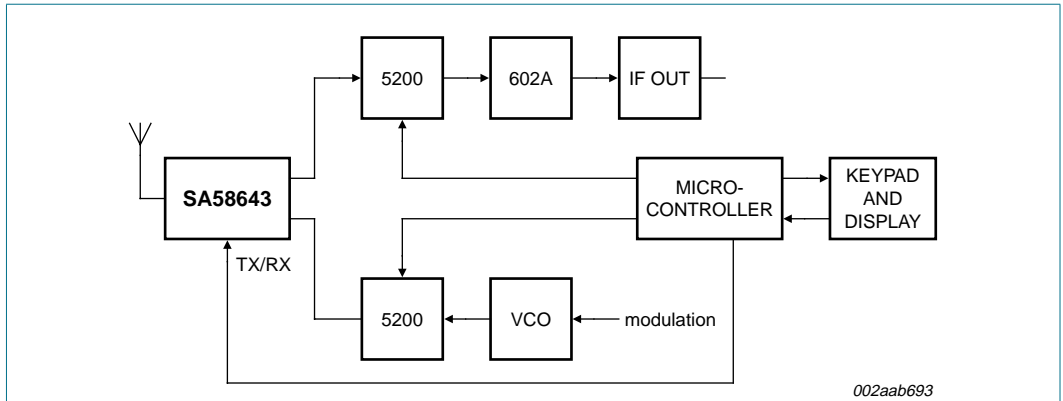 5200
602A
IF OUT
SA58643
MICRO-
CONTROLLER
KEYPAD
AND
DISPLAY
TX/RX
5200
VCO
modulation
002aab693